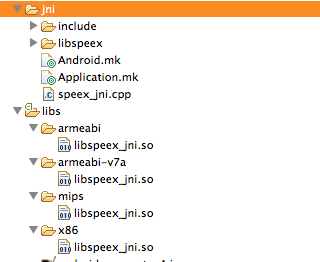 jni
include
libspeex
Android.mk
Application.mk
speex_jni.cpp
libs
armeabi
libspeex_jni.so
armeabi-v7a
libspeex_jni.so
mips
libspeex_jni.so
x86
libspeex_jni.so